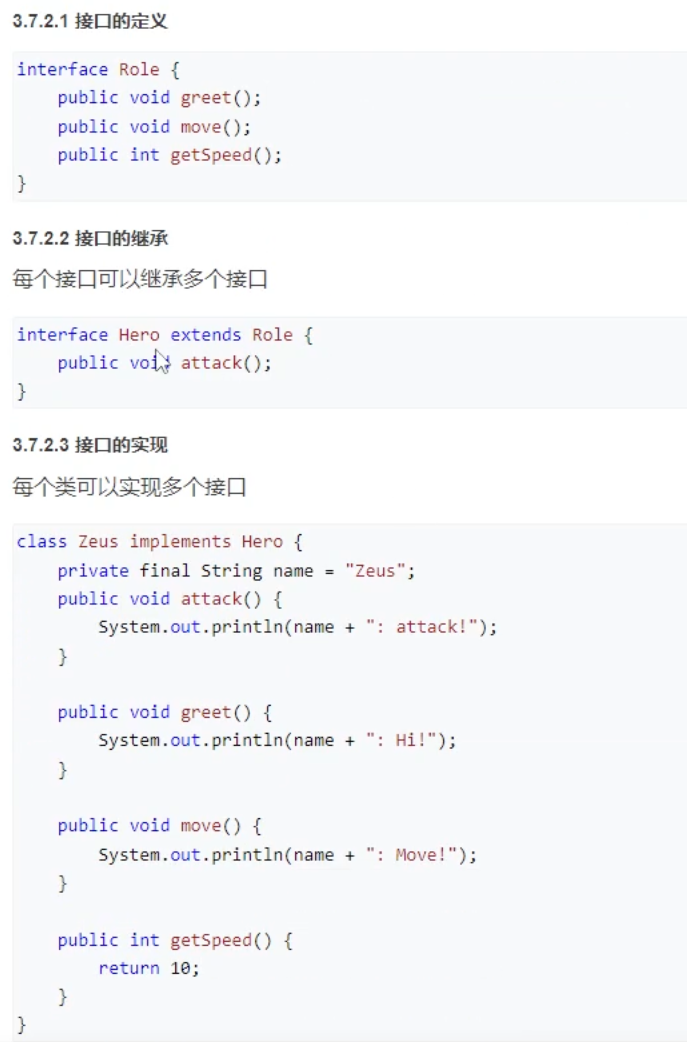 3.7.2.1 接口的定义
interface Role {
    public void greet();
    public void move();
    public int getSpeed();
}
3.7.2.2 接口的继承
每个接口可以继承多个接口
interface Hero extends Role {
    public void attack();
}
3.7.2.3 接口的实现
每个类可以实现多个接口
class Zeus implements Hero {
    private final String name = "Zeus";
    public void attack() {
        System.out.println(name + ": attack!");
    }
    public void greet() {
        System.out.println(name + ": Hi!");
    }
    public void move() {
        System.out.println(name + ": Move!");
    }
    public int getSpeed() {
        return 10;
    }
}